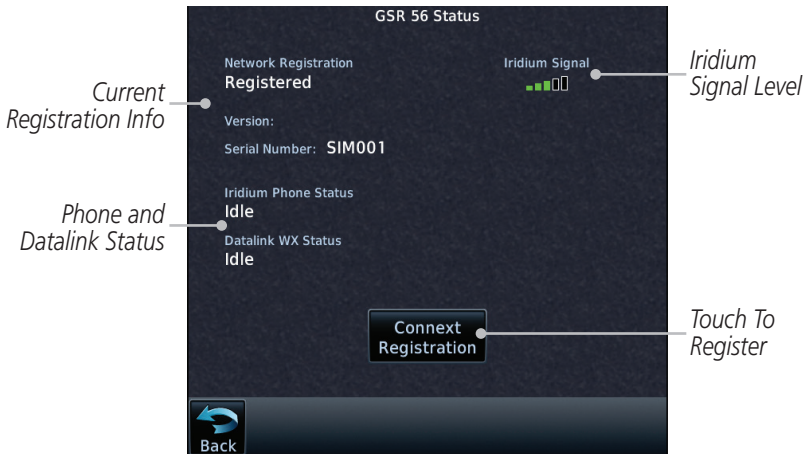 GSR 56 Status
Network Registration
Registered
Iridium Signal
Iridium
Signal Level
Current
Registration Info
Version:
Serial Number: SIM001
Iridium Phone Status
Idle
Phone and
Datalink Status
Datalink WX Status
Idle
Connext
Registration
Touch To
Register
Back